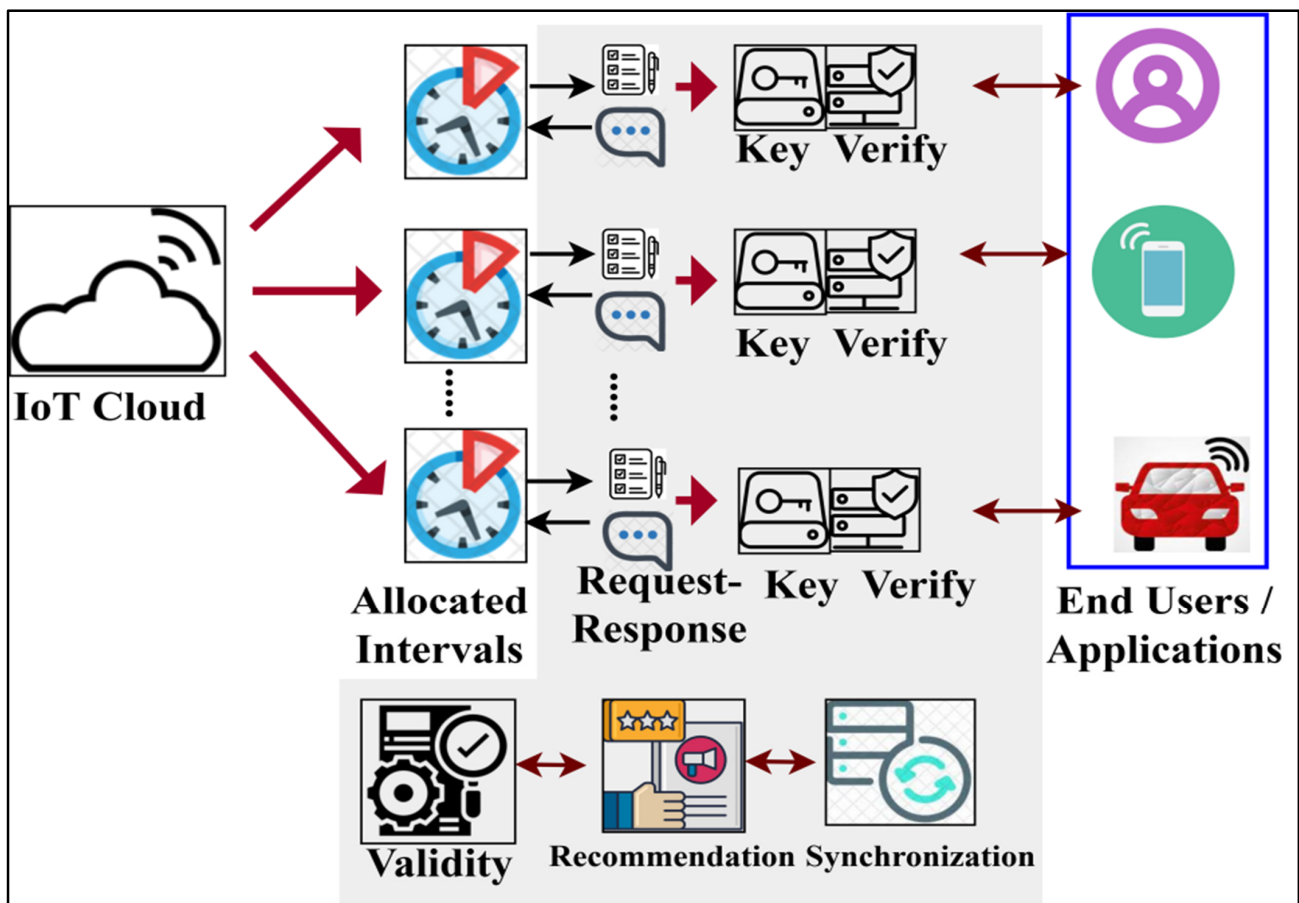 Key Verify
Key Verify
IoT Cloud
Key Verify
Allocated
Intervals
Request-
Response
End Users /
Applications
Validity
Recommendation
Synchronization